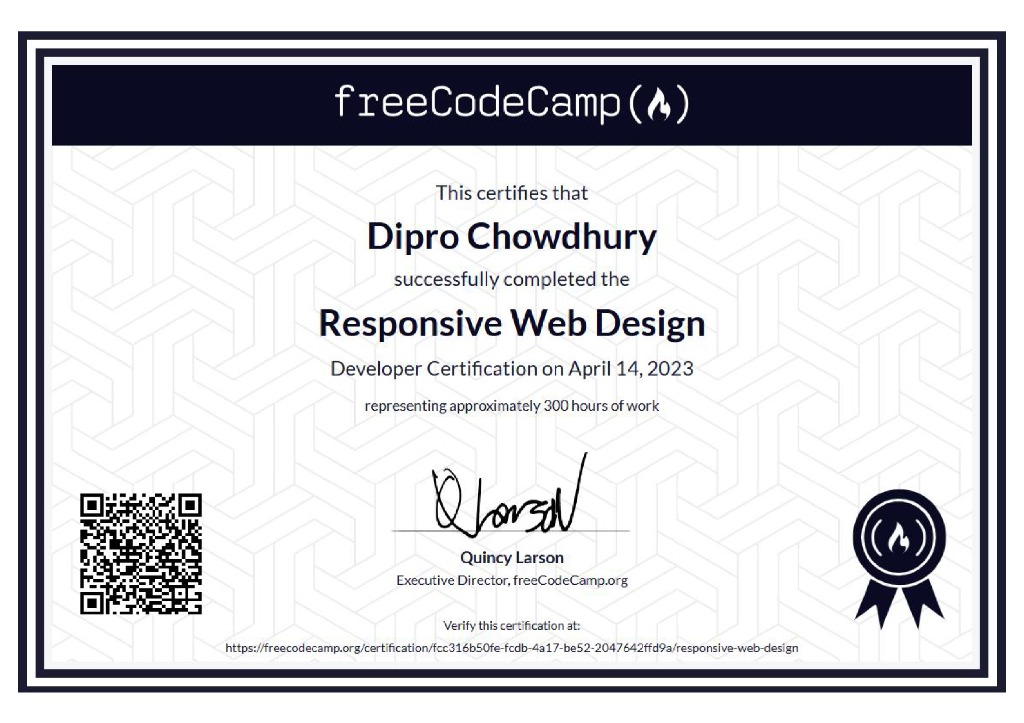 freeCodeCamp
This certifies that
Dipro Chowdhury
successfully completed the
Responsive Web Design
Developer Certification on April 14, 2023
representing approximately 300 hours of work
Quincy Larson
Executive Director, freeCodeCamp.org
Verify this certification at:
https://freecodecamp.org/certification/fcc316b50fe-fcdb-4a17-be52-2047642ffd9a/responsive-web-design